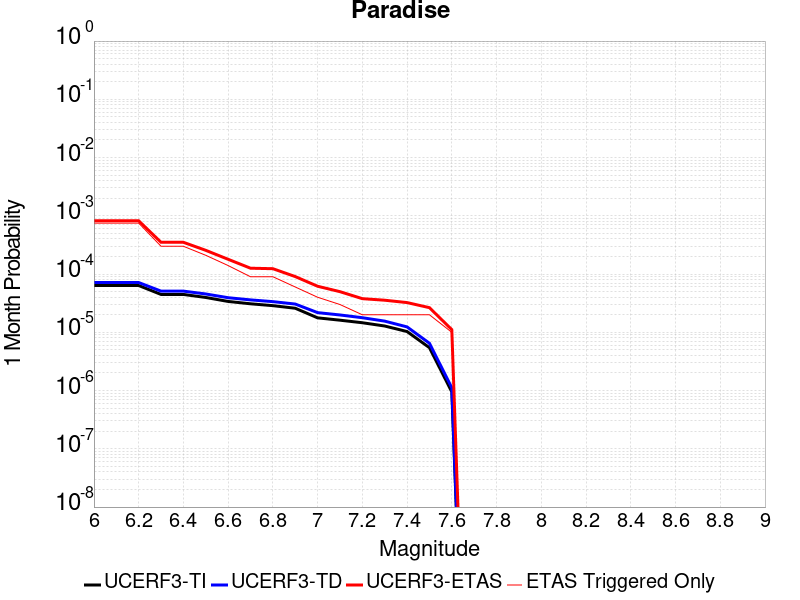 Paradise
1 Month Probability
10^0
10^-1
10^-2
10^-3
10^-4
10^-5
10^-6
10^-7
10^-8
6 6.2 6.4 6.6 6.8 7 7.2 7.4 7.6 7.8 8 8.2 8.4 8.6 8.8 9
Magnitude
UCERF3-TI UCERF3-TD UCERF3-ETAS ETAS Triggered Only